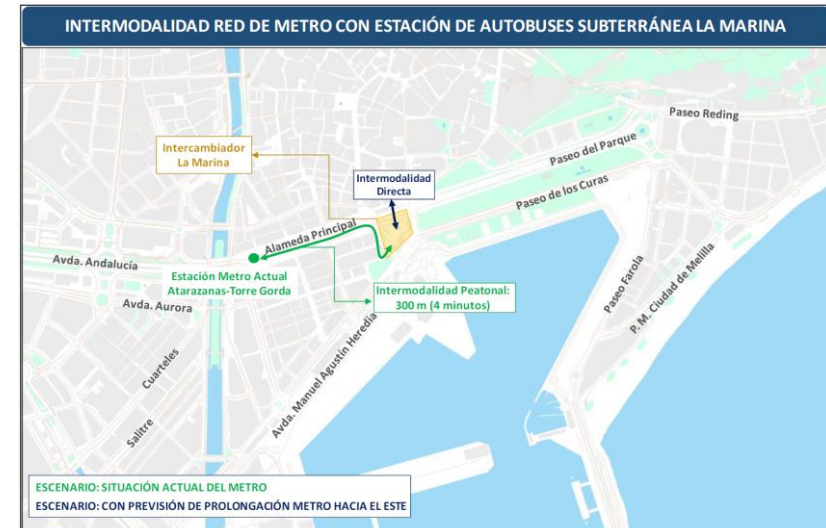 INTERMODALIDAD RED DE METRO CON ESTACIÓN DE AUTOBUSES SUBTERRÁNEA LA MARINA
Paseo Reding
Intercambiador
La Marina
Paseo del Parque
Intermodalidad
Directa
Paseo de los Curas
Alameda Principal
Avda. Andalucía
Estación Metro Actual
Atarazanas-Torre Gorda
Avda. Aurora
Intermodalidad Peatonal:
300 m (4 minutos)
Paseo Farola
P. M. Ciudad de Melilla
Cuarteles
Avda. Manuel Agustín Heredia
Salitre
ESCENARIO: SITUACIÓN ACTUAL DEL METRO
ESCENARIO: CON PREVISIÓN DE PROLONGACIÓN METRO HACIA EL ESTE